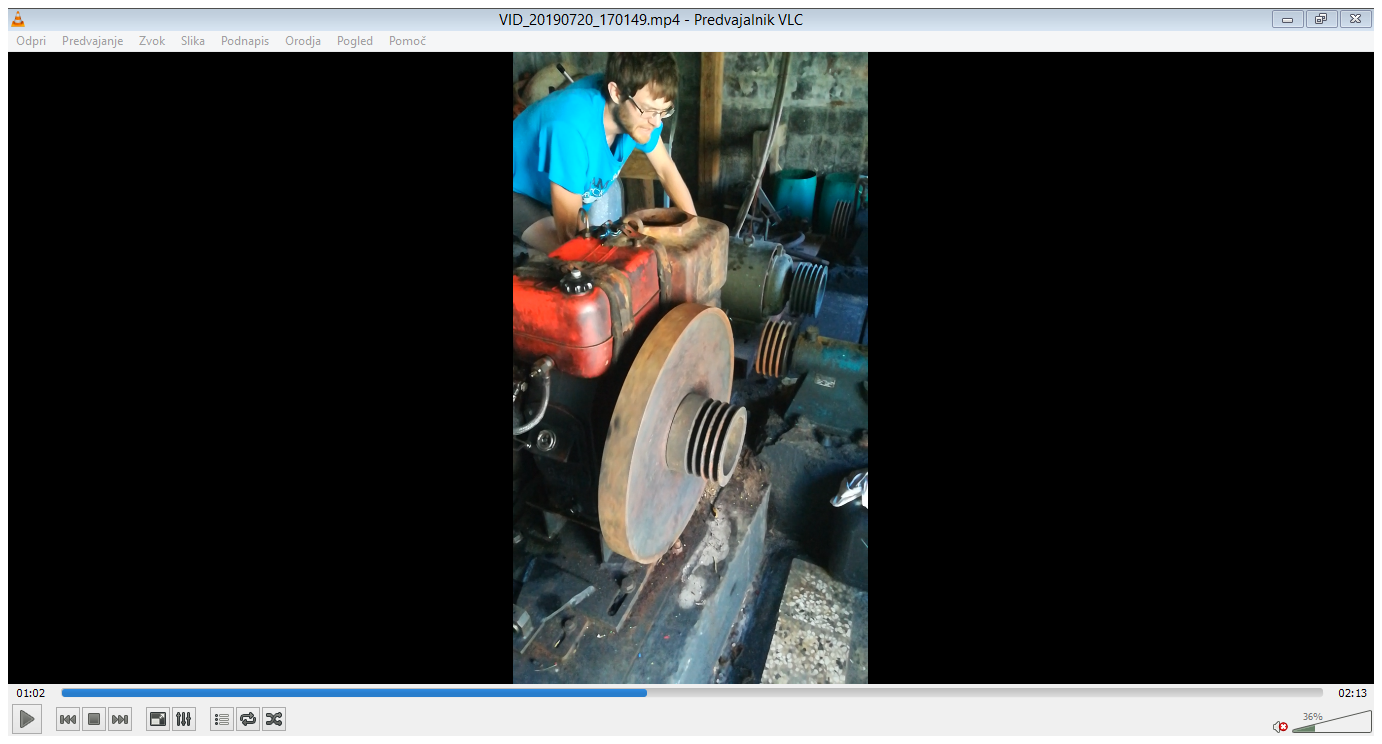 VID_20190720_170149.mp4 - Predvajalnik VLC
Odpri Predvajanje Zvok Slika Podnapis Orodja Pogled Pomoč
01:02 02:13
36%